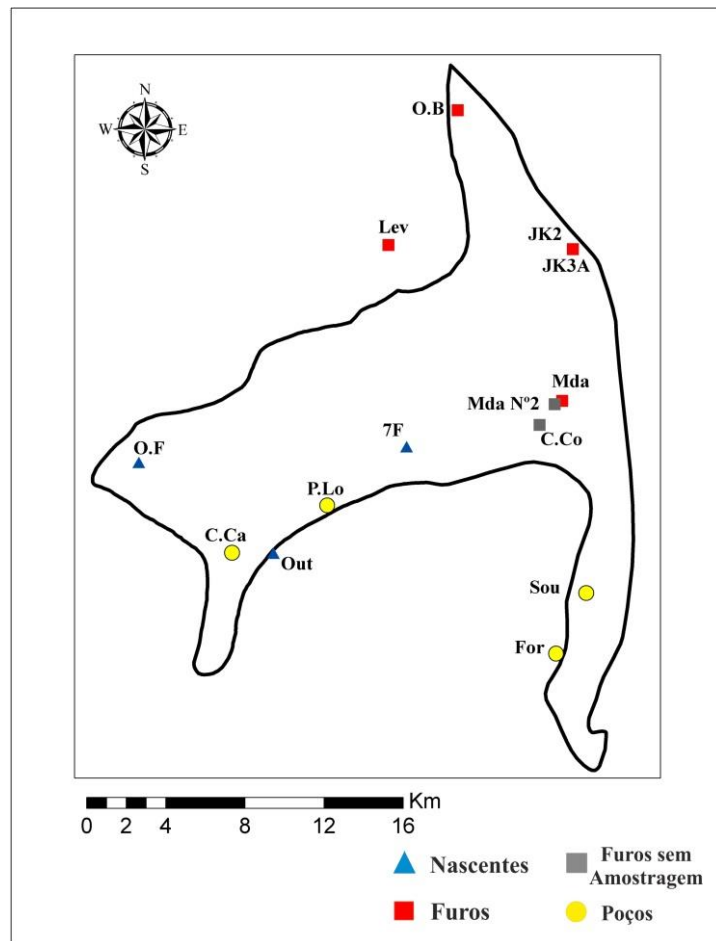 N
W E
S
O.B
Lev
JK2
JK3A
Mda
Mda Nº2
C.Co
7F
O.F
P.Lo
C.Ca
Out
Sou
For
Km
0 2 4 8 12 16
Nascentes
Furos sem
Amostragem
Furos
Poços